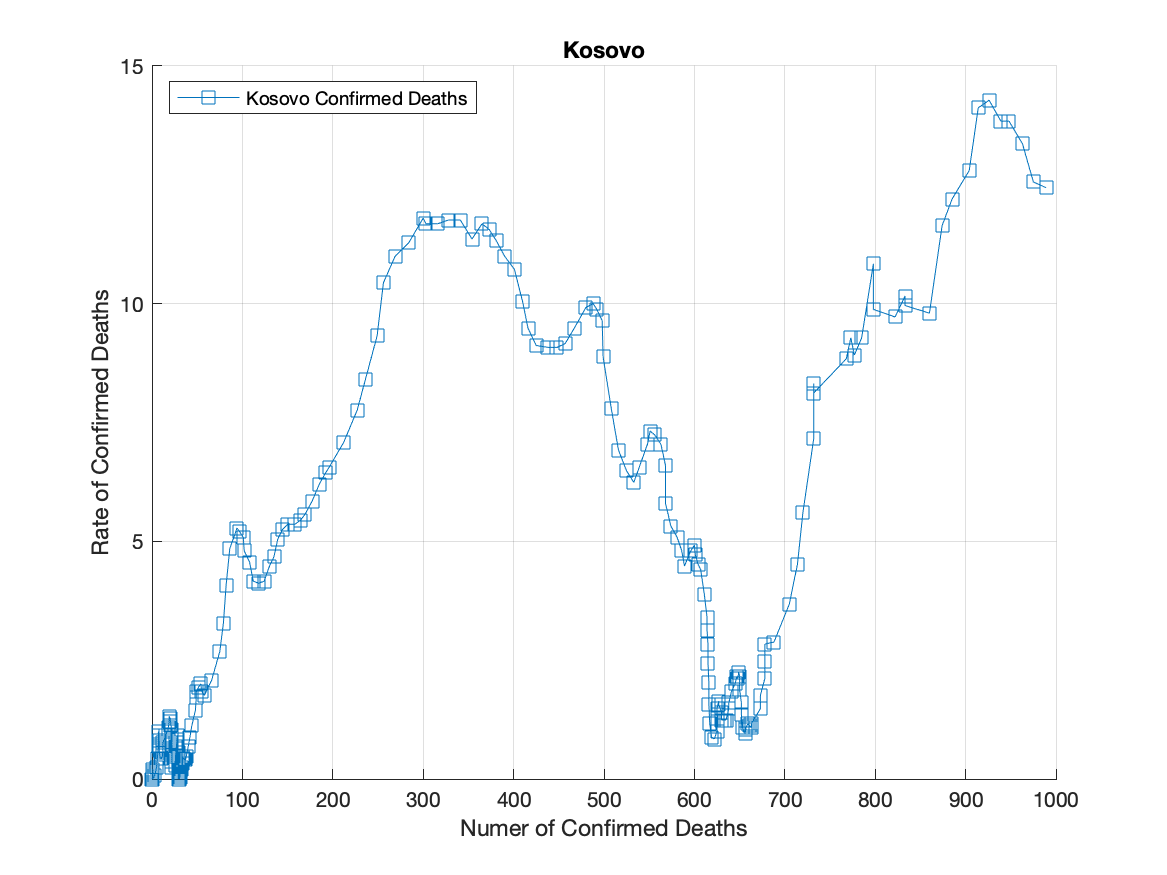 Kosovo
Kosovo Confirmed Deaths
15
10
5
0
Rate of Confirmed Deaths
0 100 200 300 400 500 600 700 800 900 1000
Numer of Confirmed Deaths